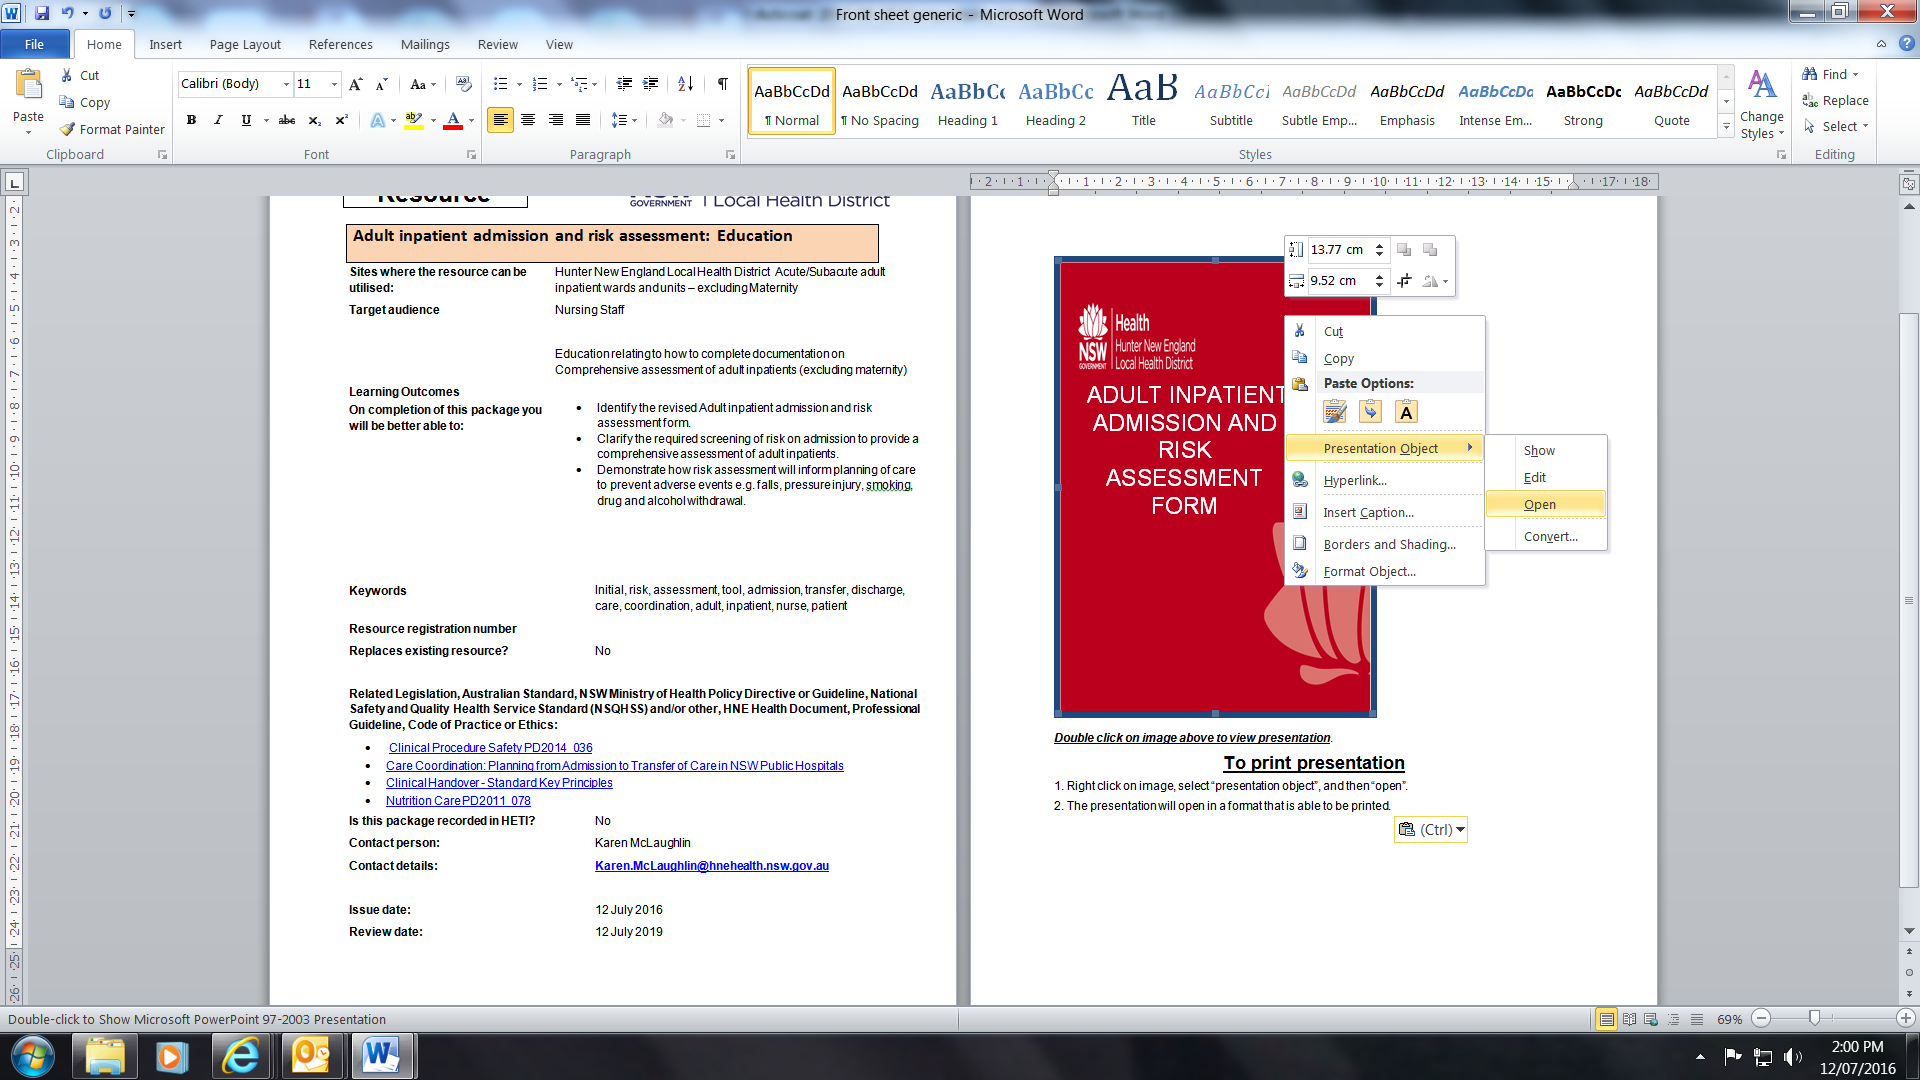 Front sheet generic - Microsoft Word
File
Home
Insert
Page Layout
References
Mailings
Review
View
Paste
Cut
Copy
Format Painter
Clipboard
Calibri (Body)
11
Font
Paragraph
AaBbCcDd
¶ Normal
AaBbCcDd
¶ No Spacing
AaBbCc
Heading 1
AaBbCc
Heading 2
AaB
Title
AaBbCcI
Subtitle
AaBbCcDd
Subtle Emp...
AaBbCcDd
Emphasis
AaBbCcDd
Intense Em...
AaBbCcDc
Strong
AaBbCcDd
Quote
Styles
Change
Styles
Find
Replace
Select
Editing
Resource
GOVERNMENT
Local Health District
Adult inpatient admission and risk assessment: Education
Sites where the resource can be
utilised:
Hunter New England Local Health District Acute/Subacute adult
inpatient wards and units – excluding Maternity
Target audience
Nursing Staff
Education relating to how to complete documentation on
Comprehensive assessment of adult inpatients (excluding maternity)
Learning Outcomes
On completion of this package you
will be better able to:
• Identify the revised Adult inpatient admission and risk
assessment form.
• Clarify the required screening of risk on admission to provide a
comprehensive assessment of adult inpatients.
• Demonstrate how risk assessment will inform planning of care
to prevent adverse events e.g. falls, pressure injury, smoking,
drug and alcohol withdrawal.
Keywords
Initial, risk, assessment, tool, admission, transfer, discharge,
care, coordination, adult, inpatient, nurse, patient
Resource registration number
Replaces existing resource?
No
Related Legislation, Australian Standard, NSW Ministry of Health Policy Directive or Guideline, National
Safety and Quality Health Service Standard (NSQHSS) and/or other, HNE Health Document, Professional
Guideline, Code of Practice or Ethics:
• Clinical Procedure Safety PD2014_036
• Care Coordination: Planning from Admission to Transfer of Care in NSW Public Hospitals
• Clinical Handover - Standard Key Principles
• Nutrition Care PD2011_078
Is this package recorded in HETI?
No
Contact person:
Karen McLaughlin
Contact details:
Karen.McLaughlin@hnehealth.nsw.gov.au
Issue date:
12 July 2016
Review date:
12 July 2019
Health
Hunter New England
Local Health District
NSW
GOVERNMENT
ADULT INPATIENT
ADMISSION AND
RISK
ASSESSMENT
FORM
13.77 cm
9.52 cm
Cut
Copy
Paste Options:
Presentation Object
Hyperlink...
Insert Caption...
Borders and Shading...
Format Object...
Show
Edit
Open
Convert...
Double click on image above to view presentation.
To print presentation
1. Right click on image, select “presentation object”, and then “open”.
2. The presentation will open in a format that is able to be printed.
(Ctrl)
Double-click to Show Microsoft PowerPoint 97-2003 Presentation
69%
2:00 PM
12/07/2016